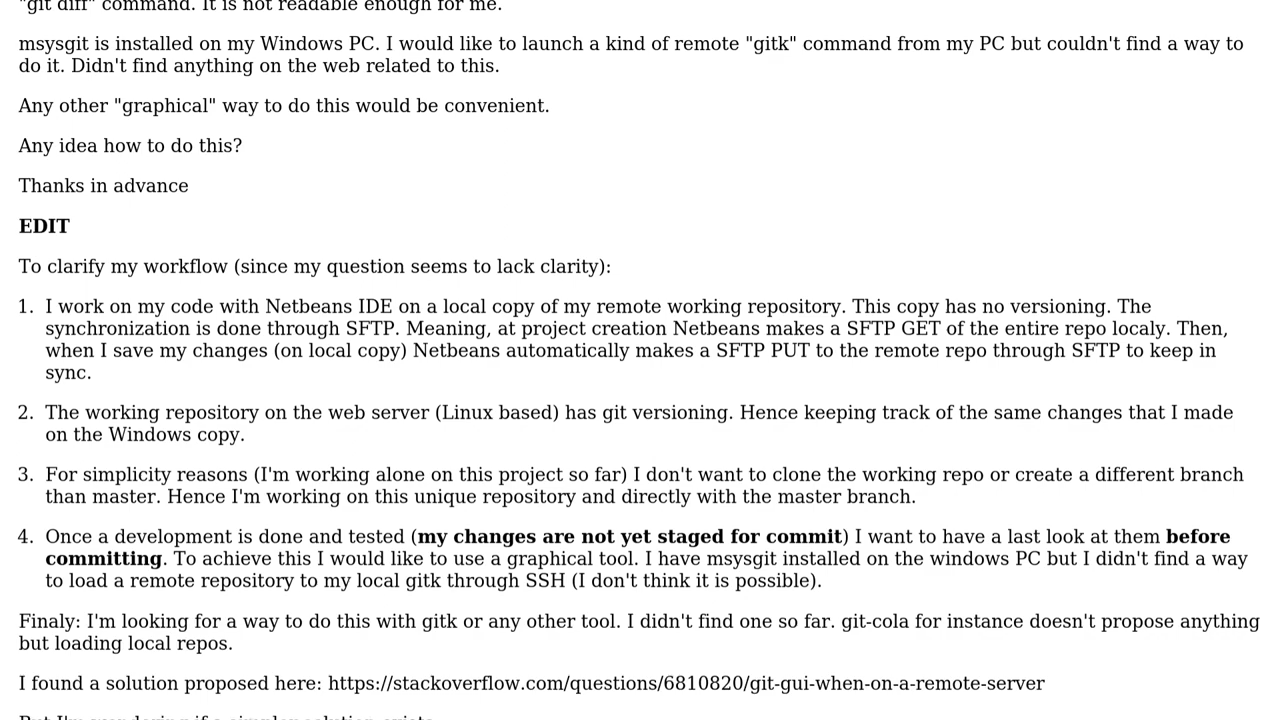 "git diff" command. It is not readable enough for me.
msysgit is installed on my Windows PC. I would like to launch a kind of remote "gitk" command from my PC but couldn't find a way to
do it. Didn't find anything on the web related to this.
Any other "graphical" way to do this would be convenient.
Any idea how to do this?
Thanks in advance
EDIT
To clarify my workflow (since my question seems to lack clarity):
1. I work on my code with Netbeans IDE on a local copy of my remote working repository. This copy has no versioning. The
synchronization is done through SFTP. Meaning, at project creation Netbeans makes a SFTP GET of the entire repo localy. Then,
when I save my changes (on local copy) Netbeans automatically makes a SFTP PUT to the remote repo through SFTP to keep in
sync.
2. The working repository on the web server (Linux based) has git versioning. Hence keeping track of the same changes that I made
on the Windows copy.
3. For simplicity reasons (I'm working alone on this project so far) I don't want to clone the working repo or create a different branch
than master. Hence I'm working on this unique repository and directly with the master branch.
4. Once a development is done and tested (my changes are not yet staged for commit) I want to have a last look at them before
committing. To achieve this I would like to use a graphical tool. I have msysgit installed on the windows PC but I didn't find a way
to load a remote repository to my local gitk through SSH (I don't think it is possible).
Finaly: I'm looking for a way to do this with gitk or any other tool. I didn't find one so far. git-cola for instance doesn't propose anything
but loading local repos.
I found a solution proposed here: https://stackoverflow.com/questions/6810820/git-gui-when-on-a-remote-server